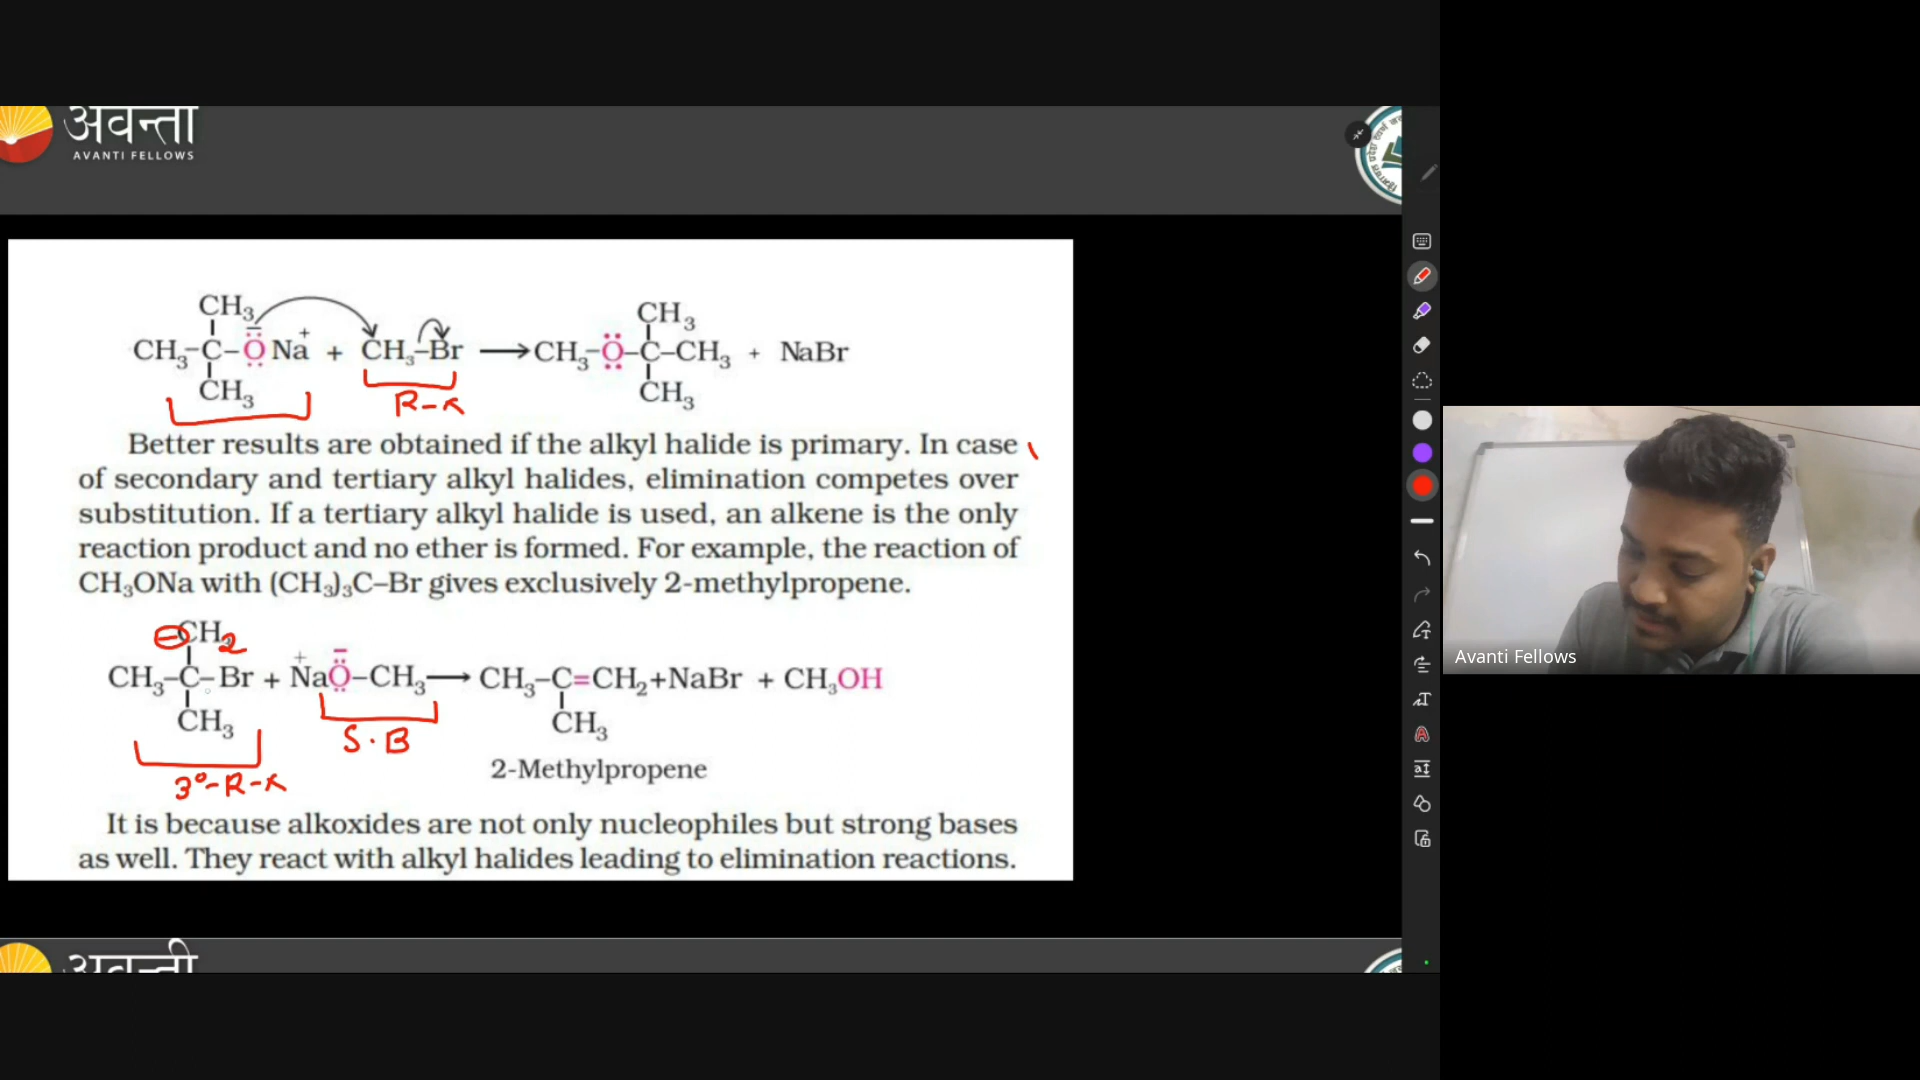 अवन्ती
AVANTI FELLOWS
CH₃
CH₃–C–Ö̤⁻ Na⁺ + CH₃–Br ⟶ CH₃–Ö̤–C–CH₃ + NaBr
CH₃
CH₃
CH₃
R-x
Better results are obtained if the alkyl halide is primary. In case
of secondary and tertiary alkyl halides, elimination competes over
substitution. If a tertiary alkyl halide is used, an alkene is the only
reaction product and no ether is formed. For example, the reaction of
CH₃ONa with (CH₃)₃C–Br gives exclusively 2-methylpropene.
⊖CH₂
CH₃–C–Br + Na⁺Ö̤⁻–CH₃ ⟶ CH₃–C=CH₂+NaBr + CH₃OH
CH₃
CH₃
S.B
3°-R-x
2-Methylpropene
It is because alkoxides are not only nucleophiles but strong bases
as well. They react with alkyl halides leading to elimination reactions.
अवन्ती
Avanti Fellows